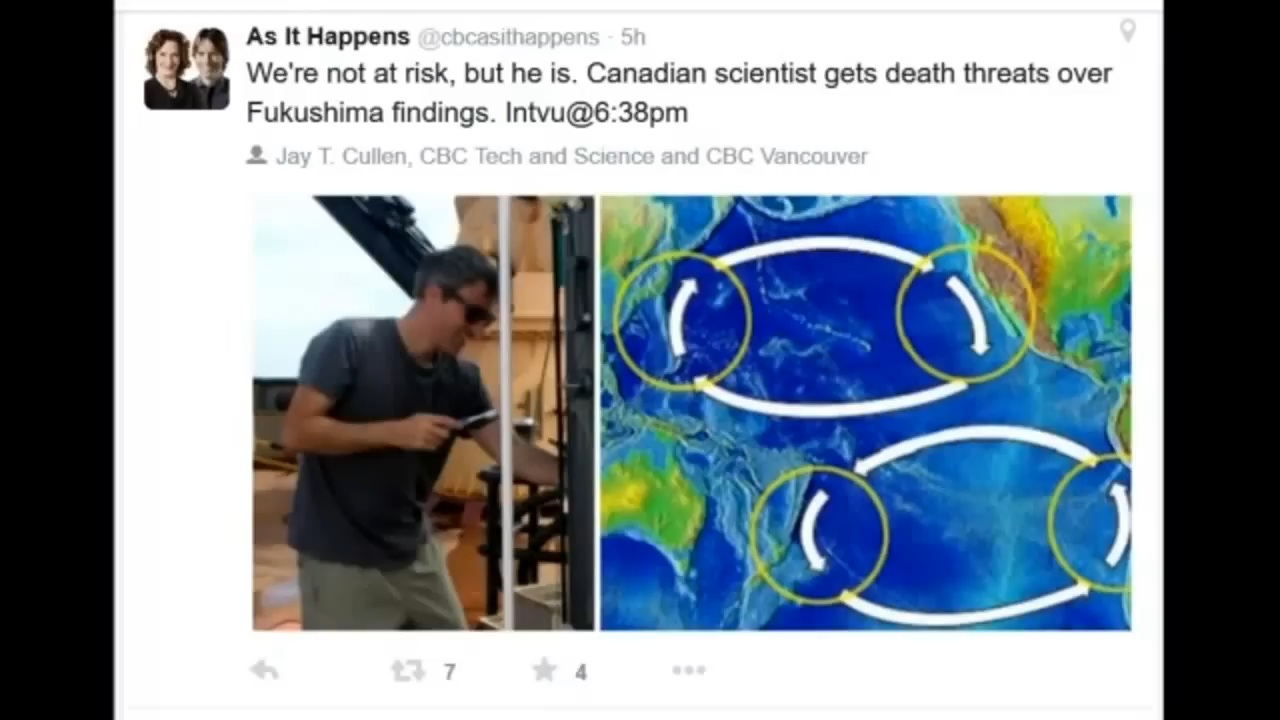 As It Happens @cbcasithappens · 5h
We're not at risk, but he is. Canadian scientist gets death threats over
Fukushima findings. Intvu@6:38pm
Jay T. Cullen, CBC Tech and Science and CBC Vancouver
7 4